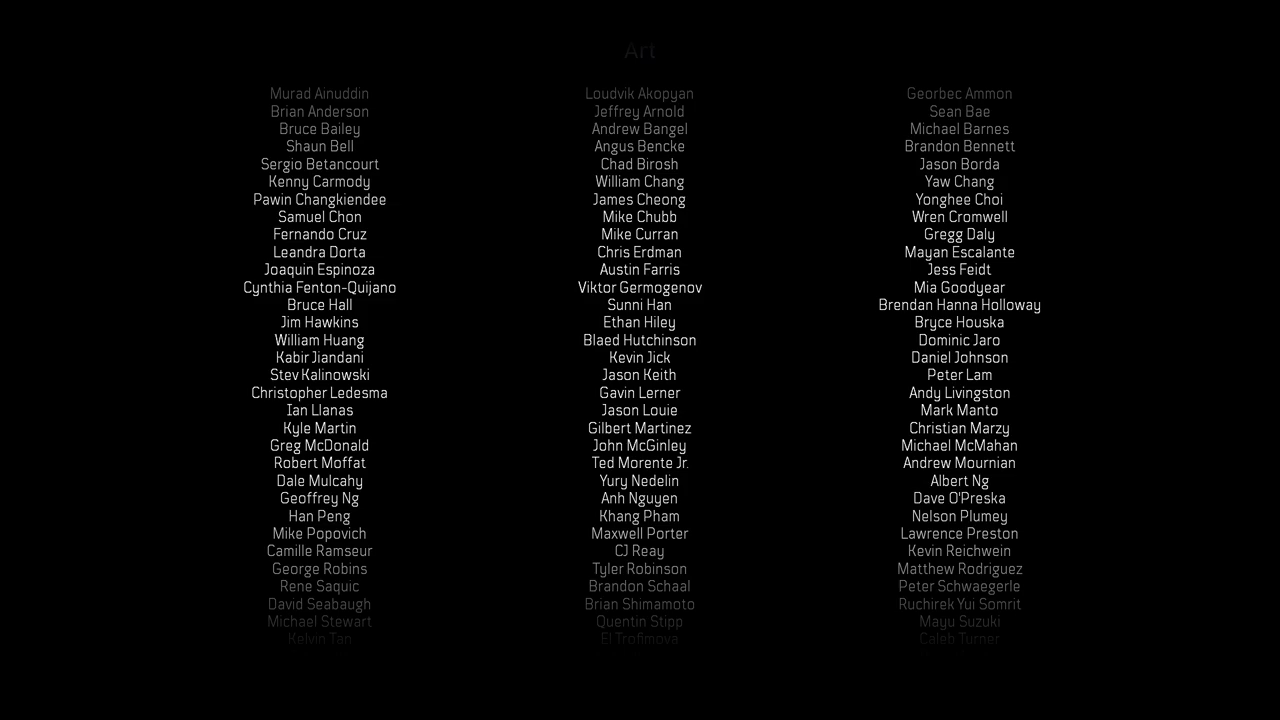 Art
Murad Ainuddin Loudvik Akopyan Georbec Ammon
Brian Anderson Jeffrey Arnold Sean Bae
Bruce Bailey Andrew Bangel Michael Barnes
Shaun Bell Angus Bencke Brandon Bennett
Sergio Betancourt Chad Birosh Jason Borda
Kenny Carmody William Chang Yaw Chang
Pawin Changkiendee James Cheong Yonghee Choi
Samuel Chon Mike Chubb Wren Cromwell
Fernando Cruz Mike Curran Gregg Daly
Leandra Dorta Chris Erdman Mayan Escalante
Joaquin Espinoza Austin Farris Jess Feidt
Cynthia Fenton-Quijano Viktor Germogenov Mia Goodyear
Bruce Hall Sunni Han Brendan Hanna Holloway
Jim Hawkins Ethan Hiley Bryce Houska
William Huang Blaed Hutchinson Dominic Jaro
Kabir Jiandani Kevin Jick Daniel Johnson
Stev Kalinowski Jason Keith Peter Lam
Christopher Ledesma Gavin Lerner Andy Livingston
Ian Llanas Jason Louie Mark Manto
Kyle Martin Gilbert Martinez Christian Marzy
Greg McDonald John McGinley Michael McMahan
Robert Moffat Ted Morente Jr. Andrew Mournian
Dale Mulcahy Yury Nedelin Albert Ng
Geoffrey Ng Anh Nguyen Dave O'Preska
Han Peng Khang Pham Nelson Plumey
Mike Popovich Maxwell Porter Lawrence Preston
Camille Ramseur CJ Reay Kevin Reichwein
George Robins Tyler Robinson Matthew Rodriguez
Rene Saquic Brandon Schaal Peter Schwaegerle
David Seabaugh Brian Shimamoto Ruchirek Yui Somrit
Michael Stewart Quentin Stipp Mayu Suzuki
Kelvin Tan El Trofimova Caleb Turner